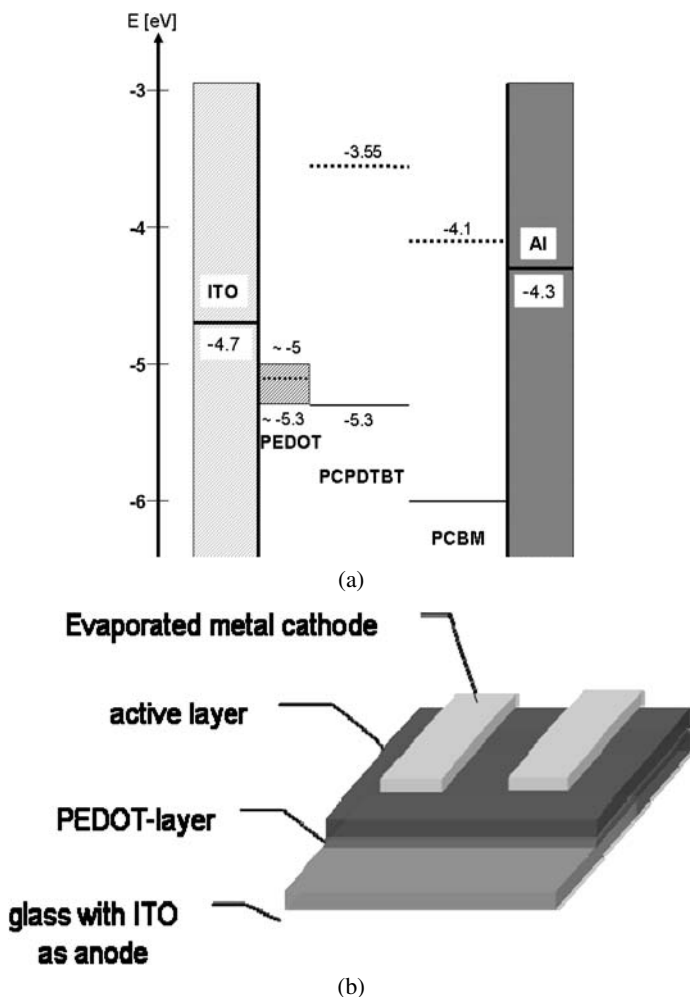 E [eV]
-3
-3.55
-4
-4.1
Al
-4.3
ITO
-4.7
~ -5
-5
~ -5.3
-5.3
PEDOT
PCPDTBT
-6
PCBM
(a)
Evaporated metal cathode
active layer
PEDOT-layer
glass with ITO
as anode
(b)